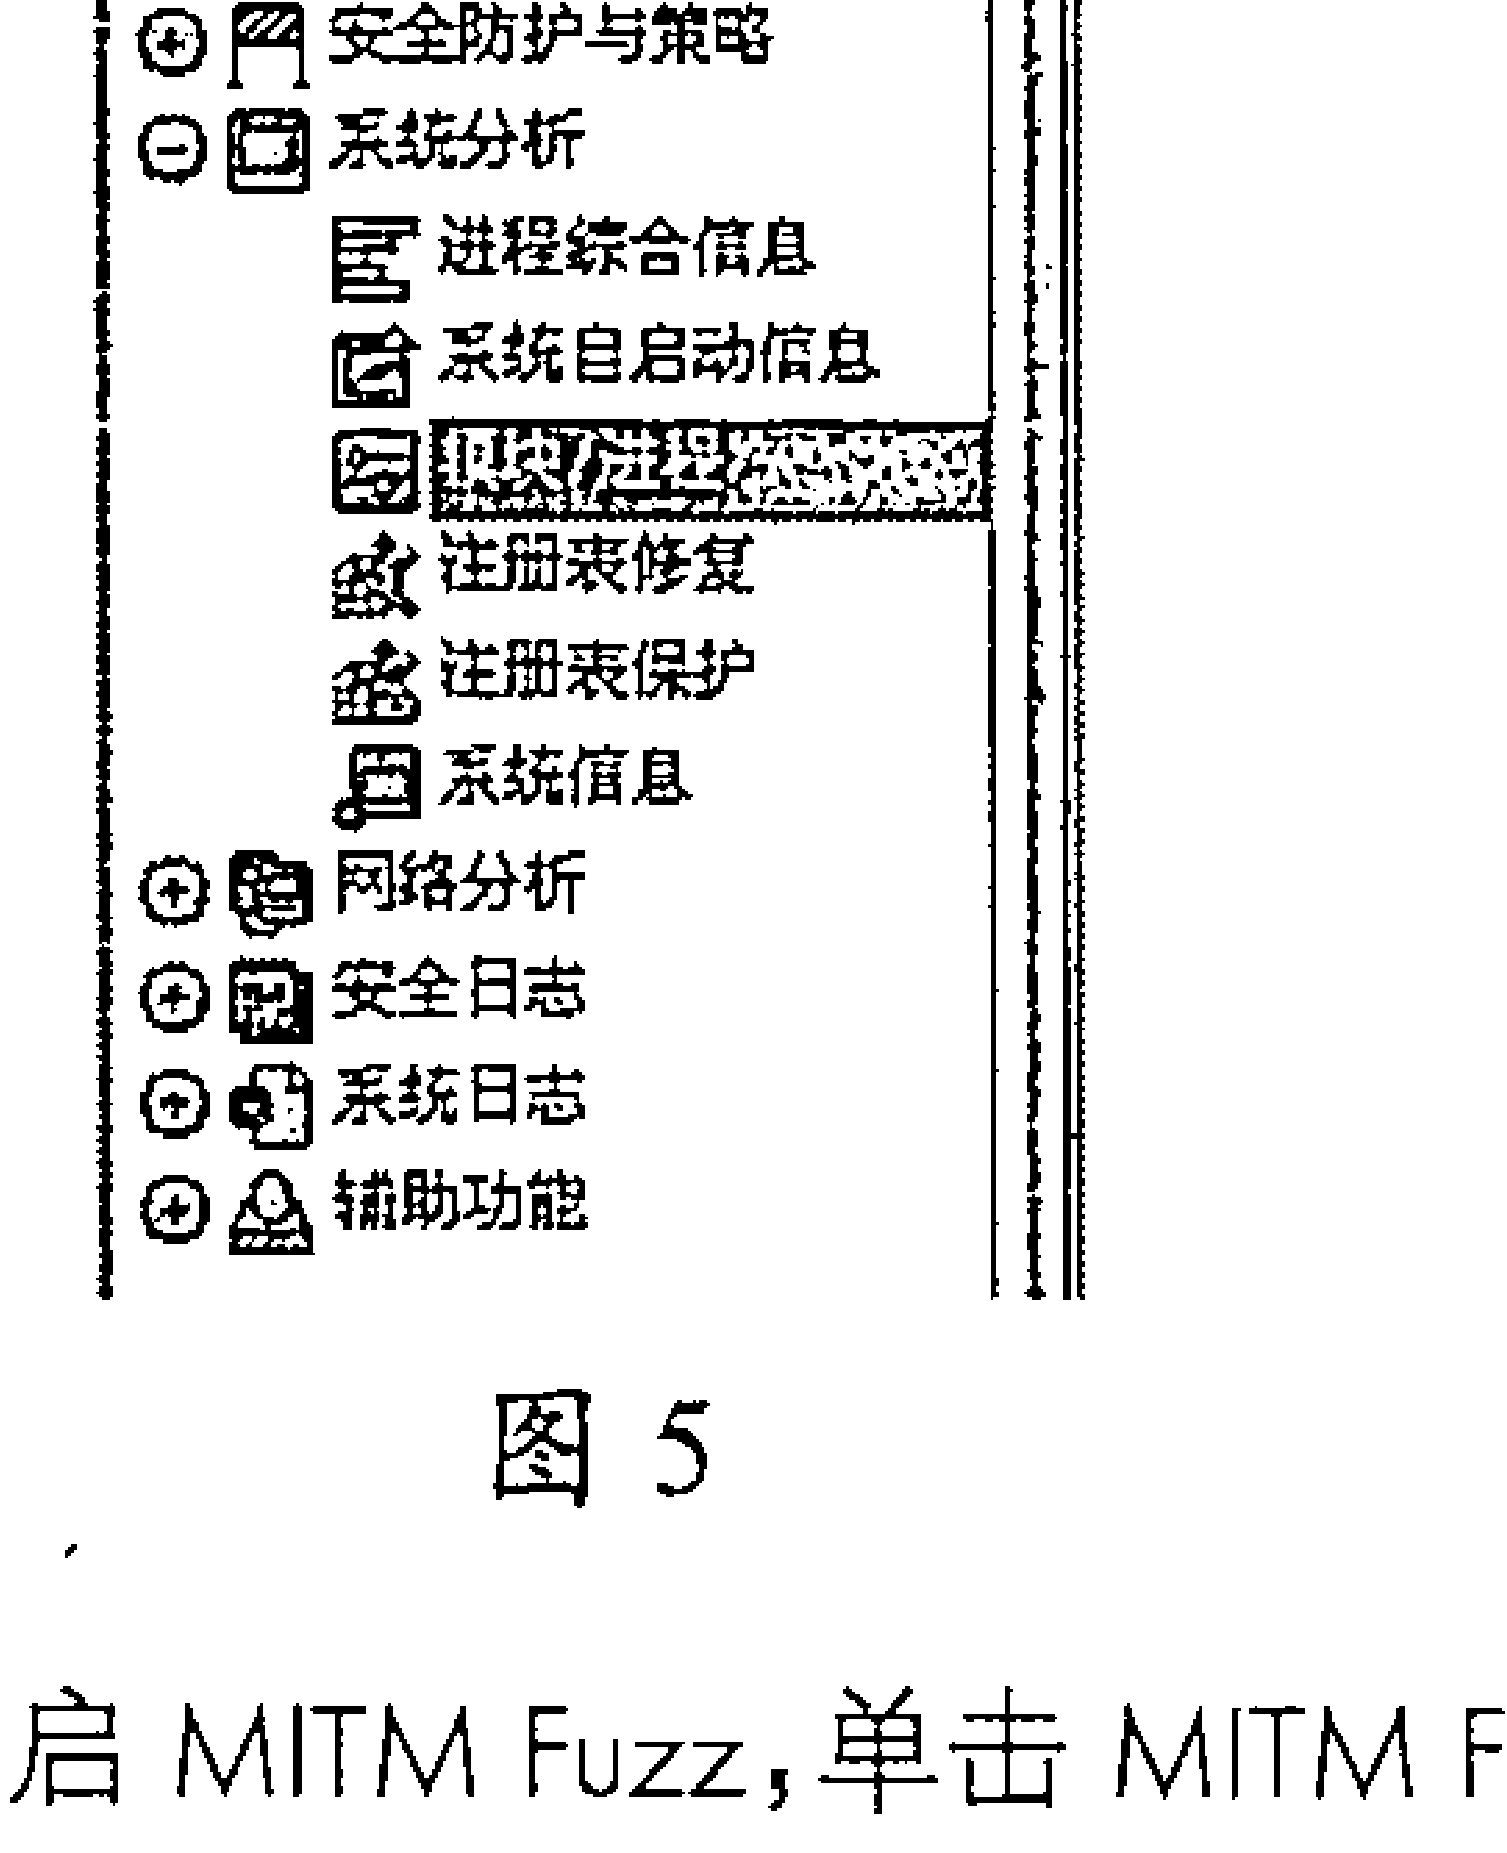 安全防护与策略
系统分析
进程综合信息
系统自启动信息
注册表修复
注册表保护
系统信息
网络分析
安全日志
系统日志
辅助功能
图 5
启 MITM Fuzz,单击 MITM F